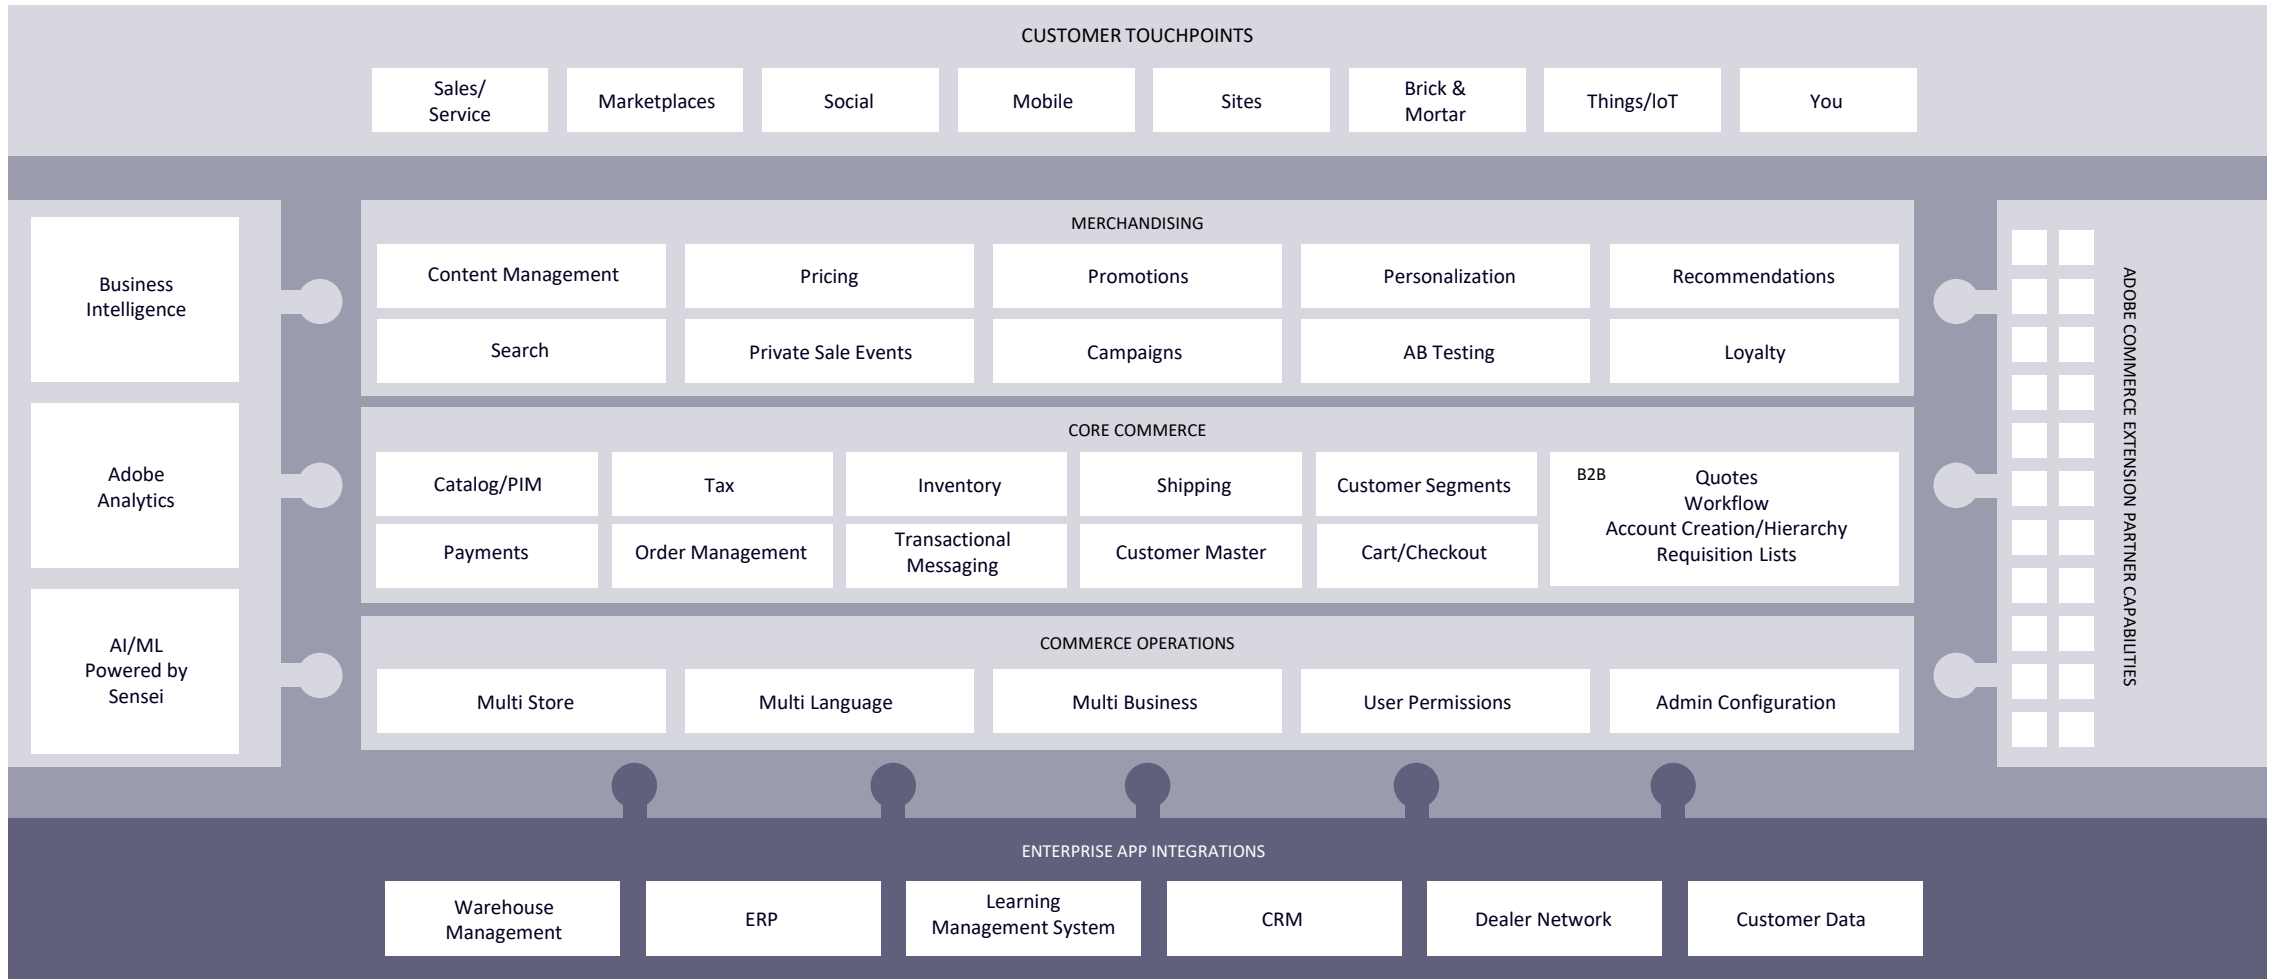 CUSTOMER TOUCHPOINTS
Sales/
Service
Marketplaces
Social
Mobile
Sites
Brick &
Mortar
Things/IoT
You
Business
Intelligence
Adobe
Analytics
AI/ML
Powered by
Sensei
MERCHANDISING
Content Management
Pricing
Promotions
Personalization
Recommendations
Search
Private Sale Events
Campaigns
AB Testing
Loyalty
CORE COMMERCE
Catalog/PIM
Tax
Inventory
Shipping
Customer Segments
Payments
Order Management
Transactional
Messaging
Customer Master
Cart/Checkout
B2B
Quotes
Workflow
Account Creation/Hierarchy
Requisition Lists
COMMERCE OPERATIONS
Multi Store
Multi Language
Multi Business
User Permissions
Admin Configuration
ADOBE COMMERCE EXTENSION PARTNER CAPABILITIES
ENTERPRISE APP INTEGRATIONS
Warehouse
Management
ERP
Learning
Management System
CRM
Dealer Network
Customer Data